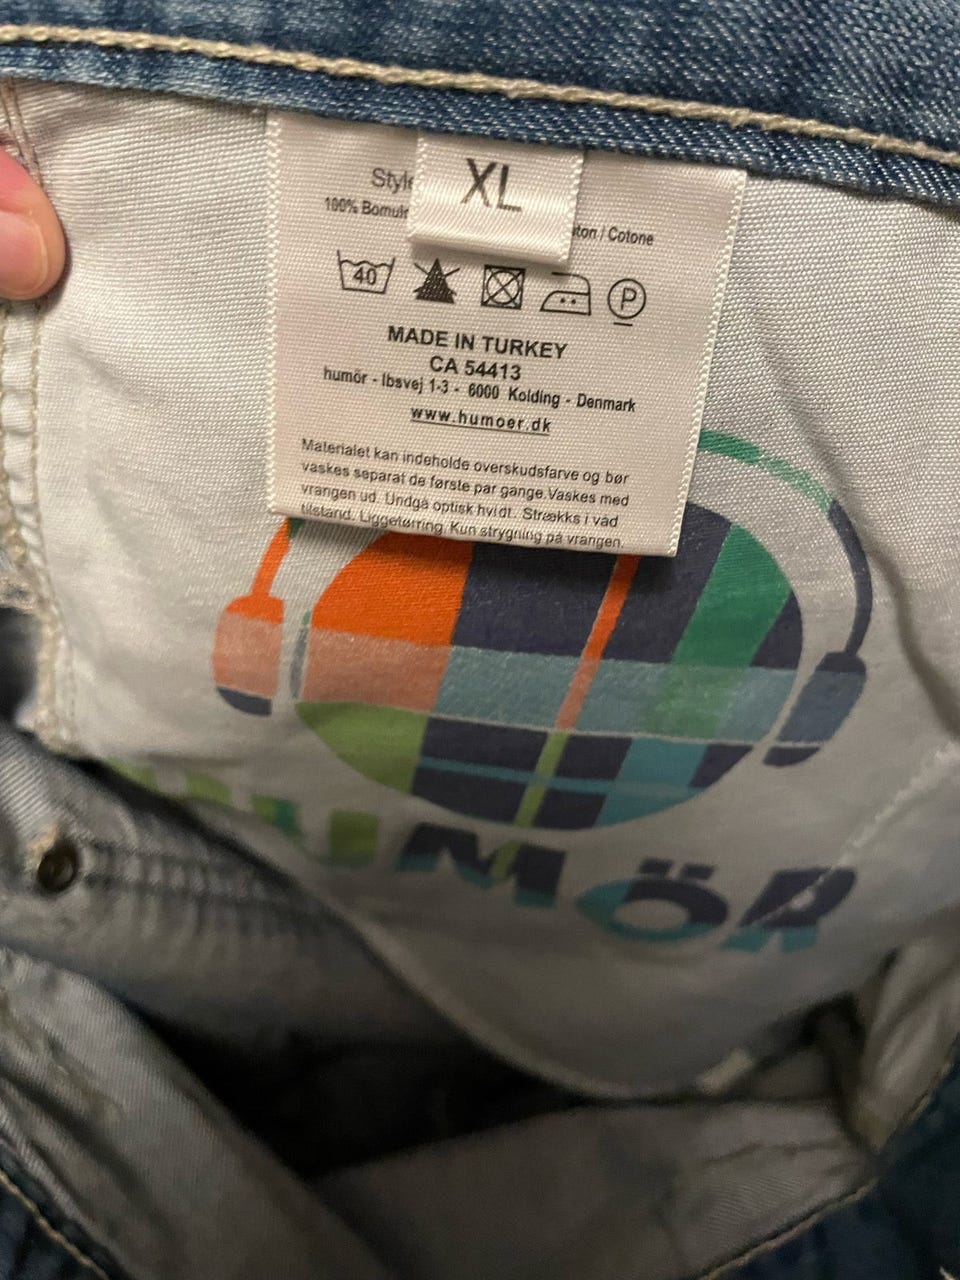 XL
Style
100% Bomuld
ton / Cotone
40
P
MADE IN TURKEY
CA 54413
humör - Ibsvej 1-3 - 6000 Kolding - Denmark
www.humoer.dk
Materialet kan indeholde overskudsfarve og bør
vaskes separat de første par gange.Vaskes med
vrangen ud. Undgå optisk hvidt. Strækks i vad
tilstand. Liggetørring. Kun strygning på vrangen.
HUMÖR